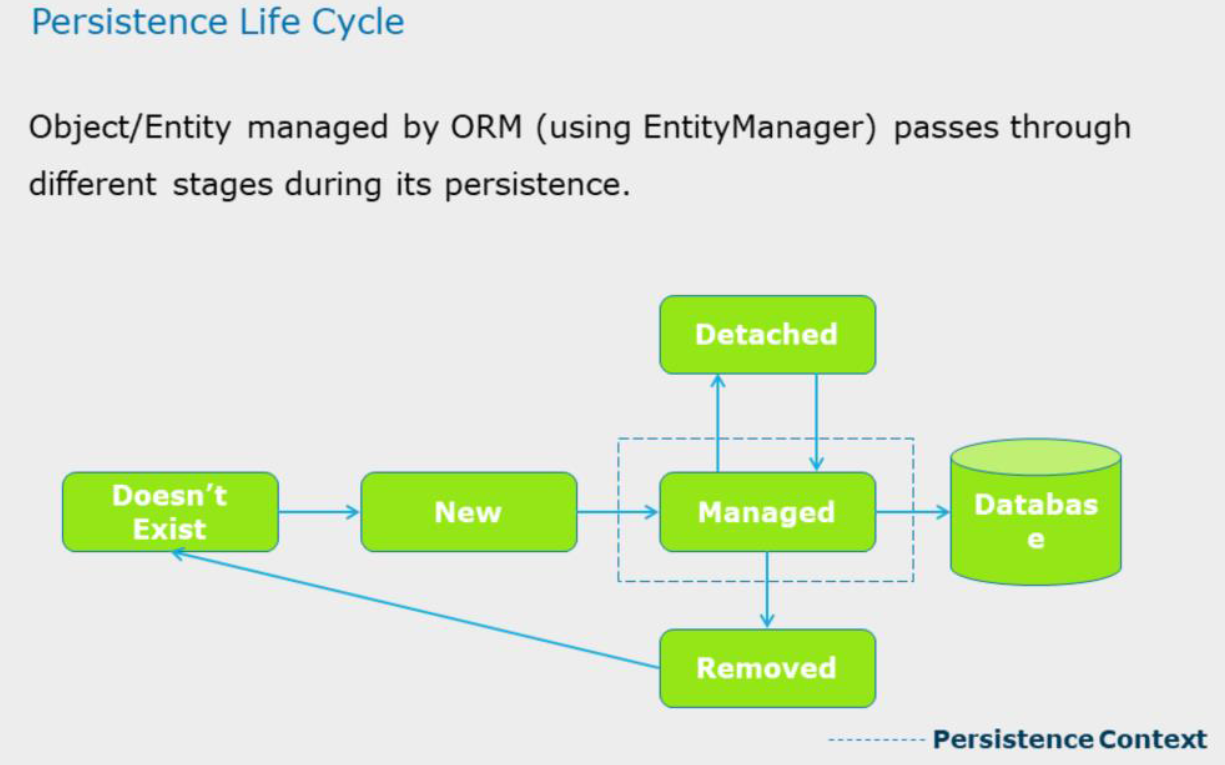 Persistence Life Cycle
Object/Entity managed by ORM (using EntityManager) passes through
different stages during its persistence.
Detached
Doesn't
Exist
New
Managed
Databas
e
Removed
Persistence Context